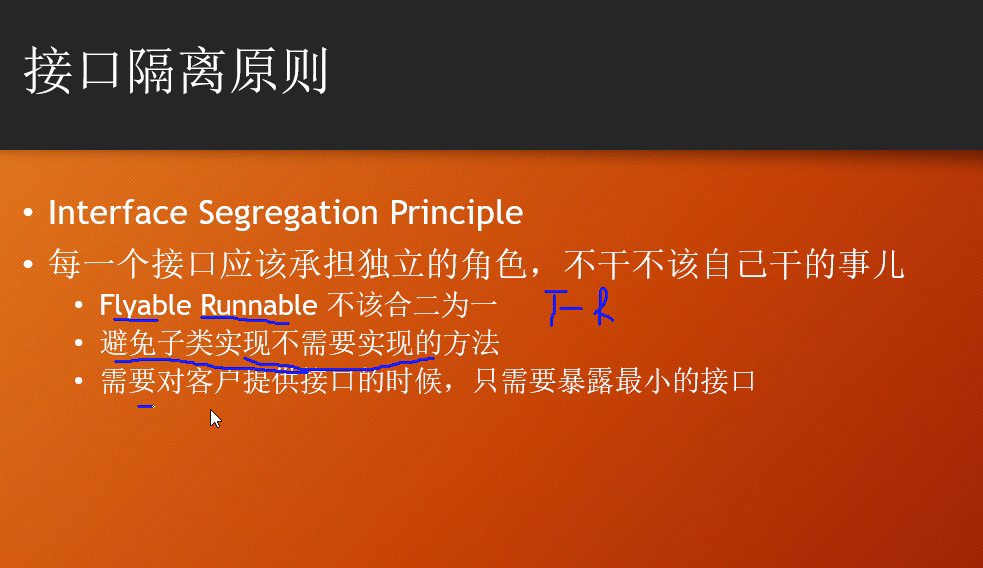 接口隔离原则
• Interface Segregation Principle
• 每一个接口应该承担独立的角色，不干不该自己干的事儿
• Flyable Runnable 不该合二为一
• 避免子类实现不需要实现的方法
• 需要对客户提供接口的时候，只需要暴露最小的接口